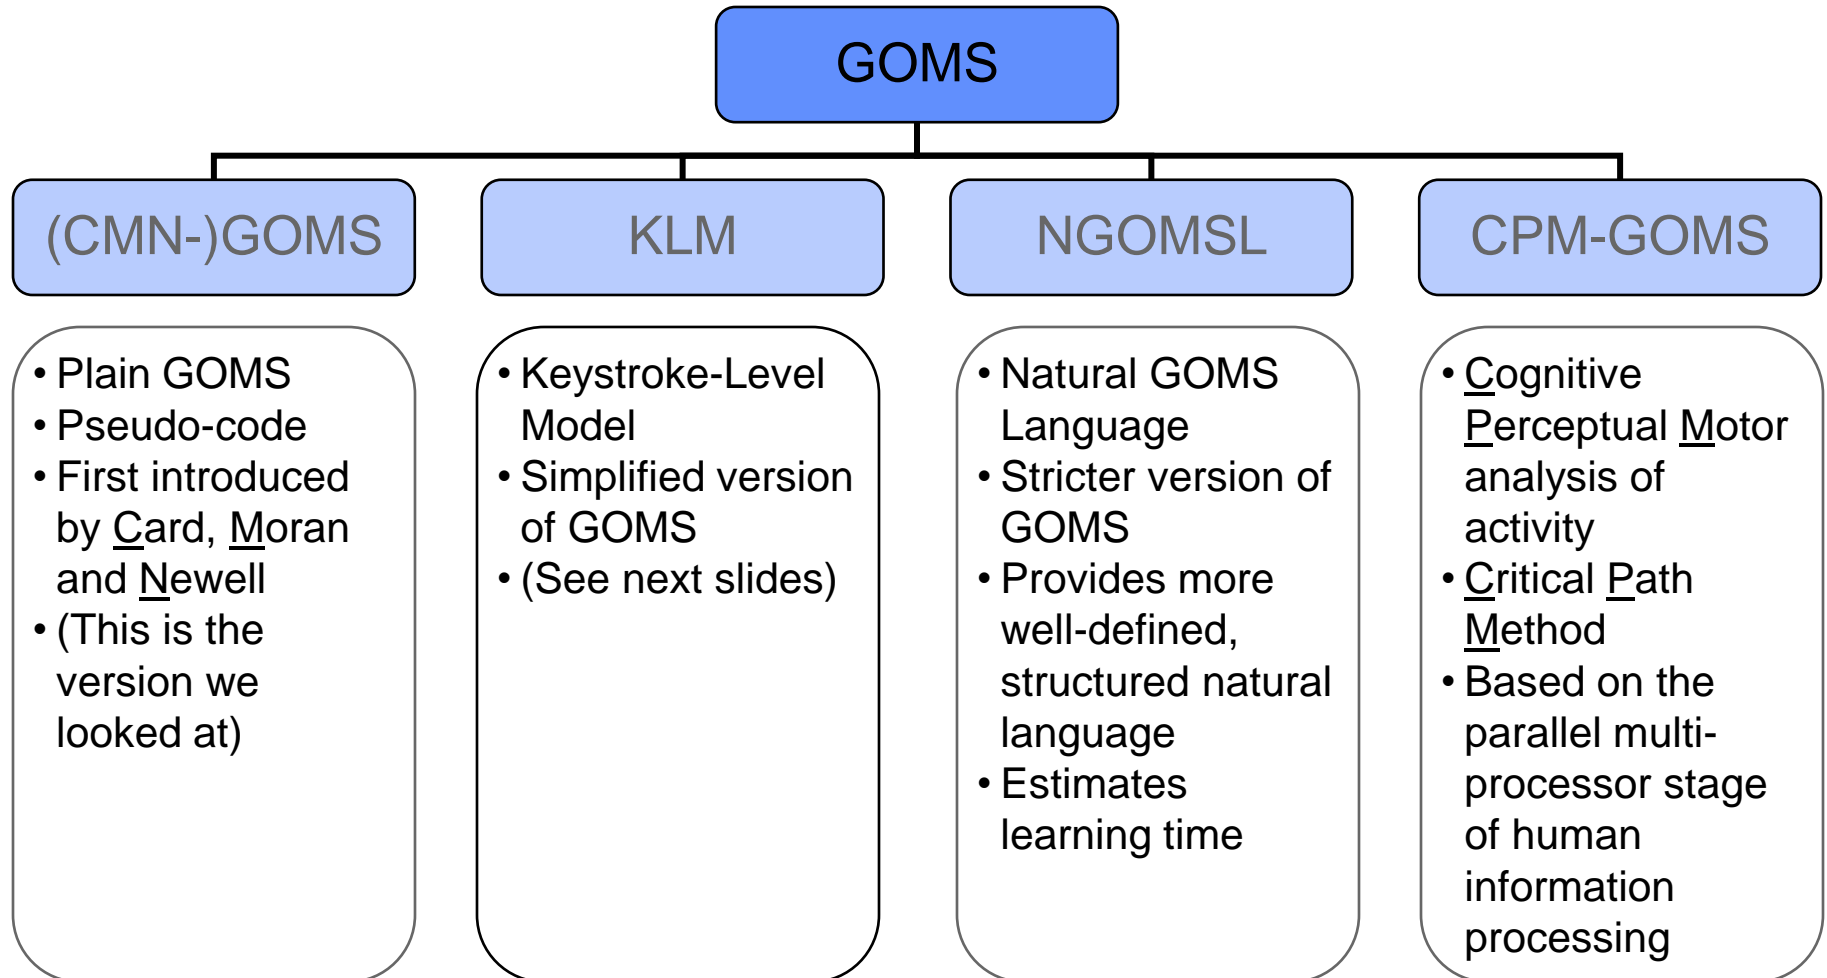 GOMS
(CMN-)GOMS
KLM
NGOMSL
CPM-GOMS
• Plain GOMS
• Pseudo-code
• First introduced
by Card, Moran
and Newell
• (This is the
version we
looked at)
• Keystroke-Level
Model
• Simplified version
of GOMS
• (See next slides)
• Natural GOMS
Language
• Stricter version of
GOMS
• Provides more
well-defined,
structured natural
language
• Estimates
learning time
• Cognitive
Perceptual Motor
analysis of
activity
• Critical Path
Method
• Based on the
parallel multi-
processor stage
of human
information
processing